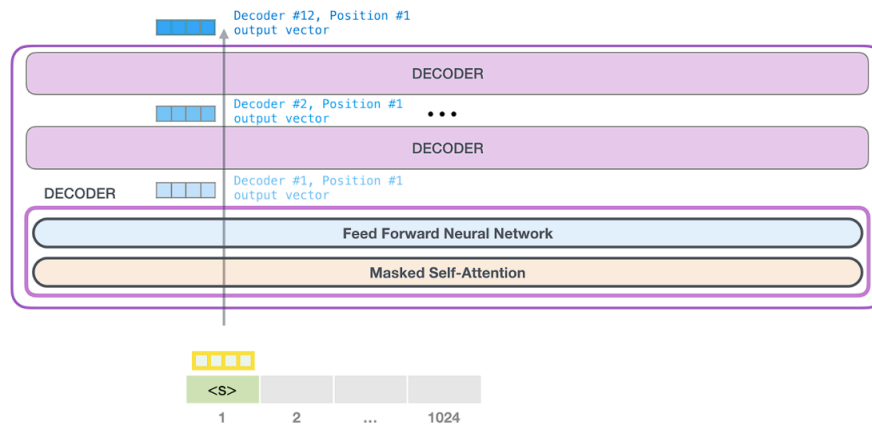 Decoder #12, Position #1
output vector
DECODER
Decoder #2, Position #1
output vector
...
DECODER
Decoder #1, Position #1
output vector
DECODER
Feed Forward Neural Network
Masked Self-Attention
<s>
1 2 ... 1024